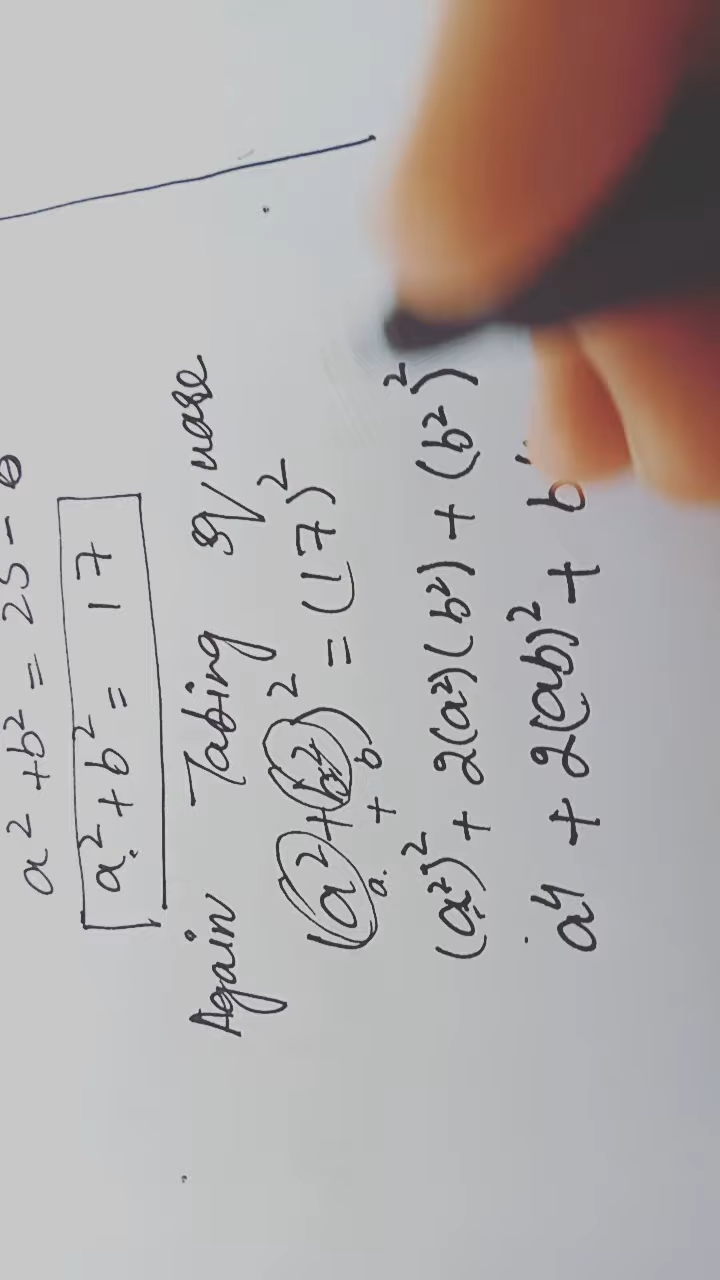 a² + b² = 25 -
a² + b² = 17
Again Taking square
(a² + b²)² = (17)²
a + b
(a²)² + 2(a²)(b²) + (b²)²
a⁴ + 2(ab)² + b